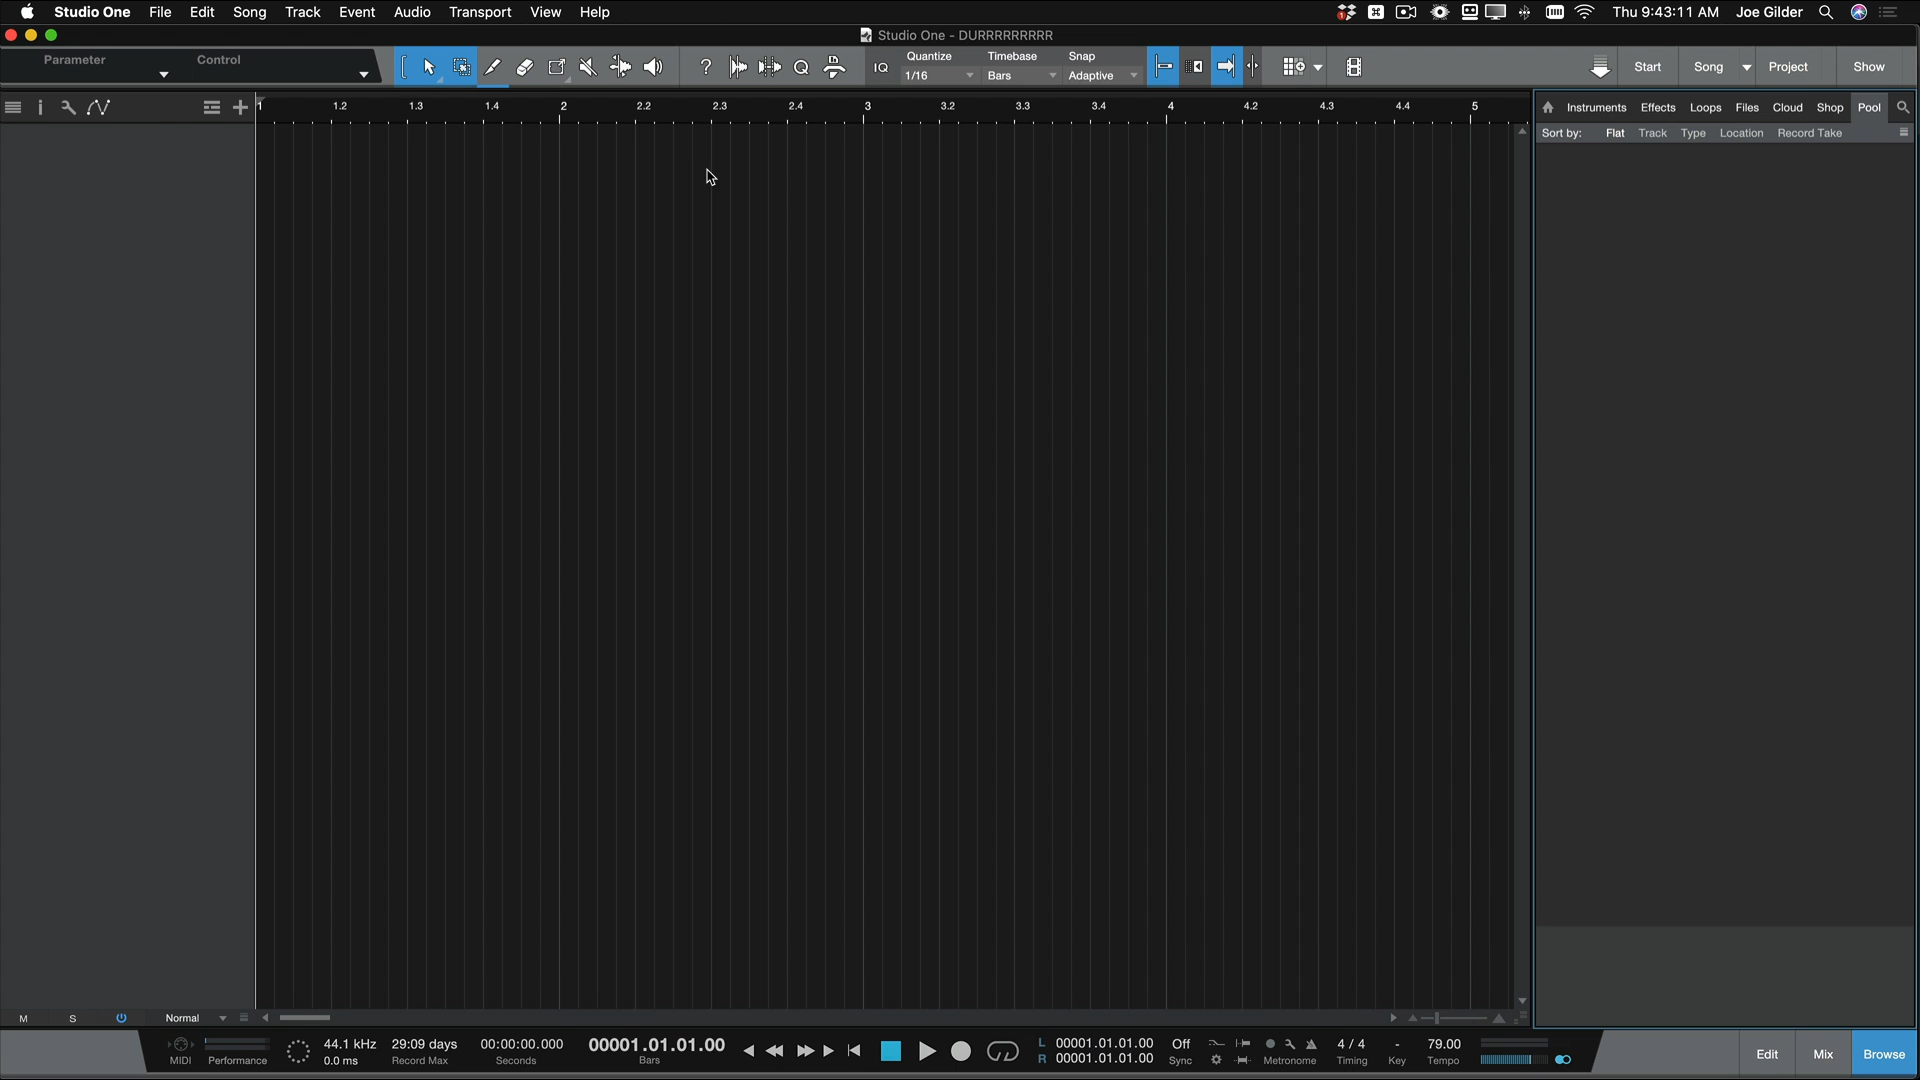 Studio One File Edit Song Track Event Audio Transport View Help 1 Thu 9:43:11 AM Joe Gilder
Studio One - DURRRRRRRRR
Parameter Control
? Q IQ
Quantize Timebase Snap
1/16 Bars Adaptive
Start Song Project Show
i 1 1.2 1.3 1.4 2 2.2 2.3 2.4 3 3.2 3.3 3.4 4 4.2 4.3 4.4 5
Instruments Effects Loops Files Cloud Shop Pool
Sort by: Flat Track Type Location Record Take
M S Normal
44.1 kHz 29:09 days 00:00:00.000 00001.01.01.00 L 00001.01.01.00 Off 4 / 4 - 79.00
MIDI Performance 0.0 ms Record Max Seconds Bars R 00001.01.01.00 Sync Metronome Timing Key Tempo
Edit Mix Browse